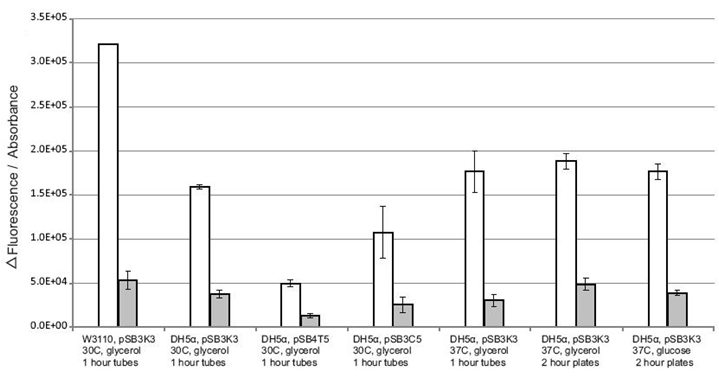 △Fluorescence / Absorbance
3.5E+05
3.0E+05
2.5E+05
2.0E+05
1.5E+05
1.0E+05
5.0E+04
0.0E+00
W3110, pSB3K3
30C, glycerol
1 hour tubes
DH5α, pSB3K3
30C, glycerol
1 hour tubes
DH5α, pSB4T5
30C, glycerol
1 hour tubes
DH5α, pSB3C5
30C, glycerol
1 hour tubes
DH5α, pSB3K3
37C, glycerol
1 hour tubes
DH5α, pSB3K3
37C, glycerol
2 hour plates
DH5α, pSB3K3
37C, glucose
2 hour plates